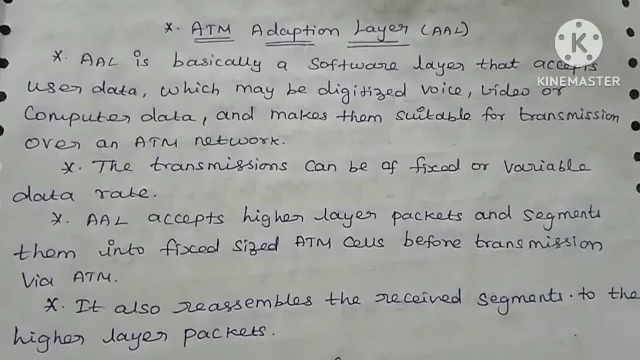 * ATM Adaption Layer (AAL)
* AAL is basically a software layer that accepts
user data, which may be digitized voice, video or
Computer data, and makes them suitable for transmission
over an ATM network.
* The transmissions can be of fixed or variable
data rate.
* AAL accepts higher layer packets and segments
them into fixed sized ATM cells before transmission
via ATM.
* It also reassembles the received segments to the
higher layer packets.
KINEMASTER